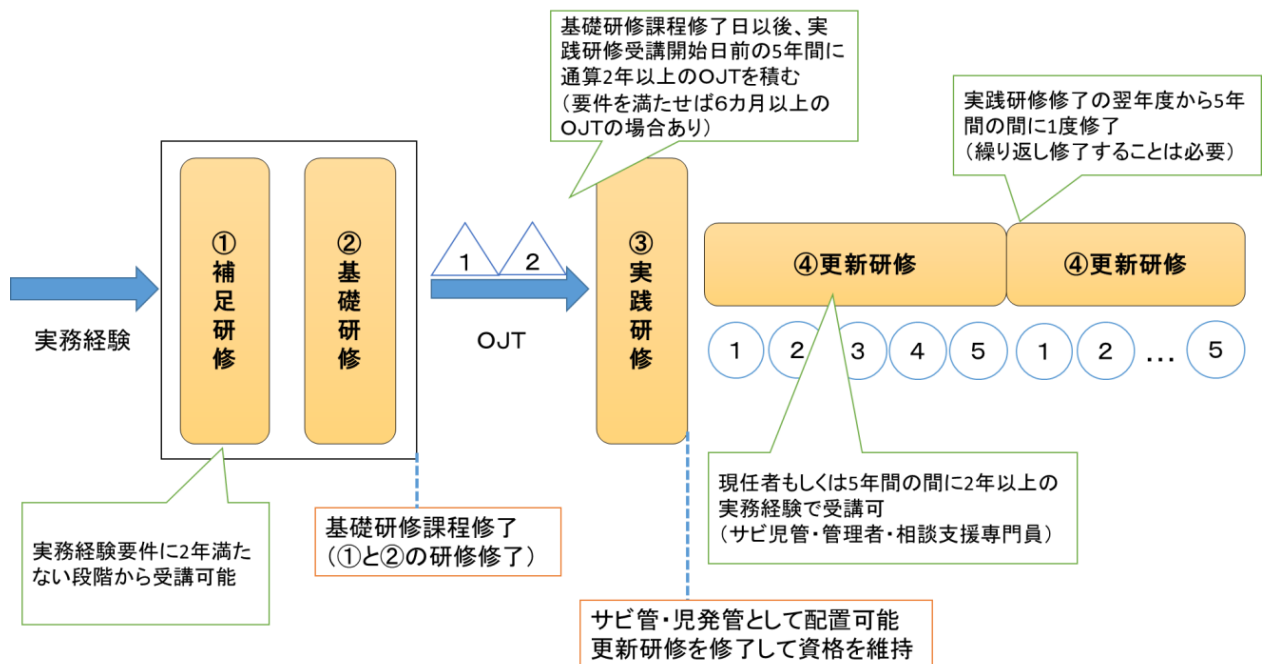 基礎研修課程修了日以後、実
践研修受講開始日前の5年間に
通算2年以上のOJTを積む
（要件を満たせば6カ月以上の
OJTの場合あり）
実践研修修了の翌年度から5年
間の間に1度修了
（繰り返し修了することは必要）
実務経験
①補足研修
②基礎研修
1
2
OJT
③実践研修
④更新研修
④更新研修
1
2
3
4
5
1
2
…
5
実務経験要件に2年満た
ない段階から受講可能
基礎研修課程修了
（①と②の研修修了）
現任者もしくは5年間の間に2年以上の
実務経験で受講可
（サビ児管・管理者・相談支援専門員）
サビ管・児発管として配置可能
更新研修を修了して資格を維持